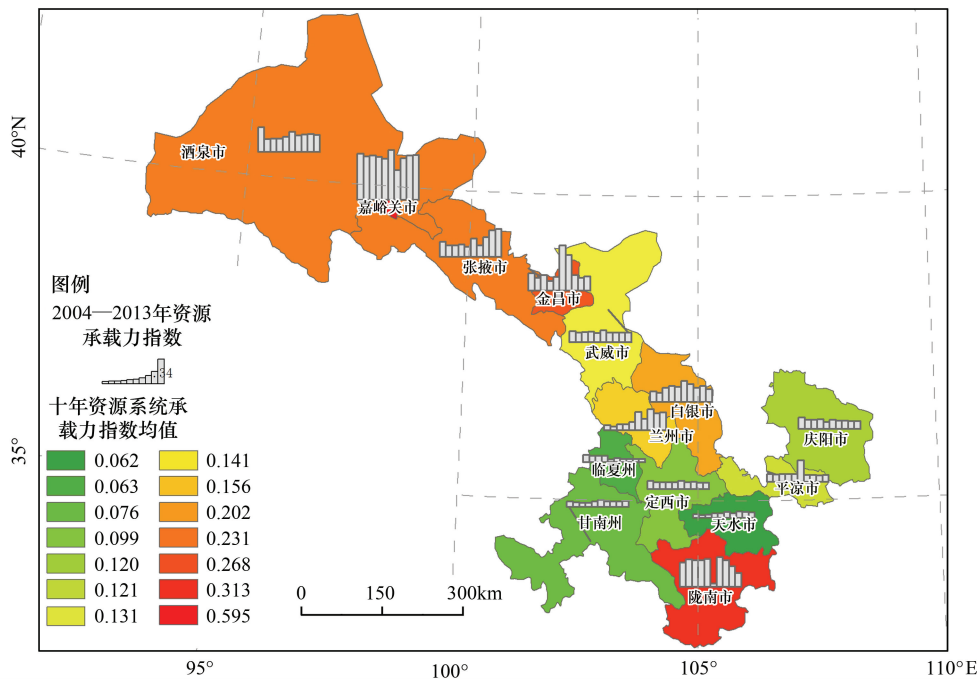 40°N
35°
酒泉市
嘉峪关市
张掖市
金昌市
武威市
白银市
兰州市
庆阳市
临夏州
平凉市
定西市
甘南州
天水市
陇南市
图例
2004—2013年资源
承载力指数
.34
十年资源系统承
载力指数均值
0.062
0.063
0.076
0.099
0.120
0.121
0.131
0.141
0.156
0.202
0.231
0.268
0.313
0.595
0 150 300km
95° 100° 105° 110°E